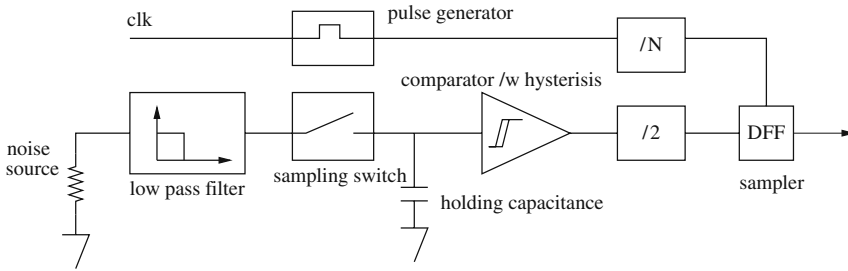 clk
pulse generator
/N
comparator /w hysterisis
/2
DFF
noise
source
low pass filter
sampling switch
holding capacitance
sampler